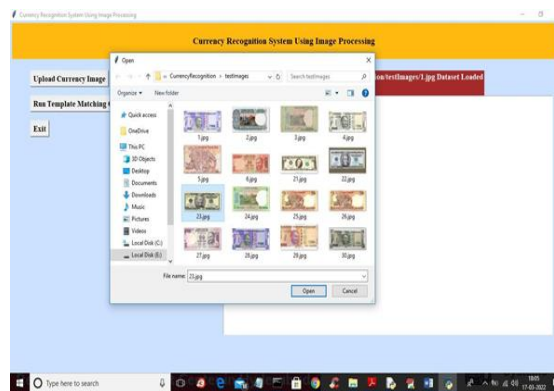 Currency Recognition System Using Image Processing
Currency Recognition System Using Image Processing
Open
CurrencyRecognition > testImages
Search testImages
Organize
New folder
on/testImages/1.jpg Dataset Loaded
Upload Currency Image
Run Template Matching
Exit
Quick access
OneDrive
This PC
3D Objects
Desktop
Documents
Downloads
Music
Pictures
Videos
Local Disk (C:)
Local Disk (E:)
1.jpg
2.jpg
3.jpg
4.jpg
5.jpg
21.jpg
22.jpg
23.jpg
24.jpg
25.jpg
26.jpg
27.jpg
28.jpg
29.jpg
30.jpg
File name: 23.jpg
Open
Cancel
Type here to search
17-03-2022